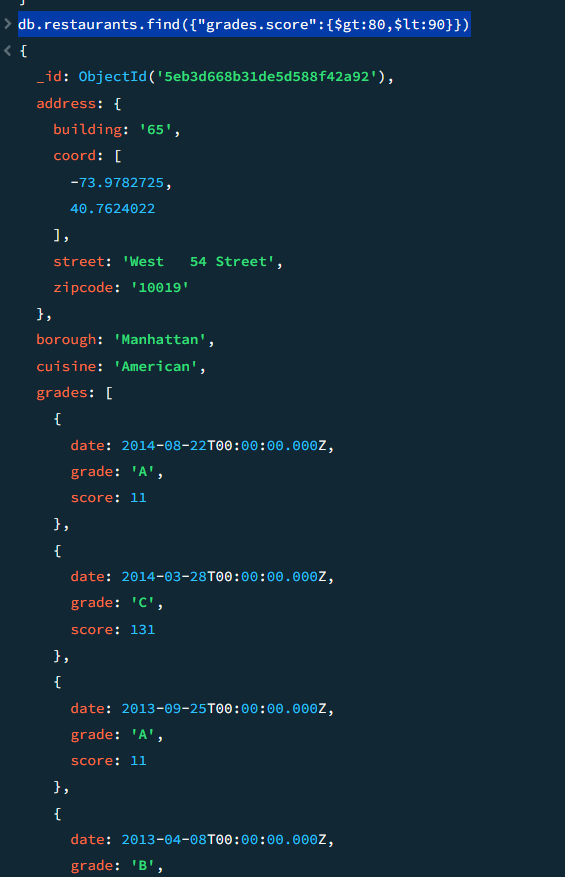 }
> db.restaurants.find({"grades.score":{$gt:80,$lt:90}})
< {
_id: ObjectId('5eb3d668b31de5d588f42a92'),
address: {
building: '65',
coord: [
-73.9782725,
40.7624022
],
street: 'West   54 Street',
zipcode: '10019'
},
borough: 'Manhattan',
cuisine: 'American',
grades: [
{
date: 2014-08-22T00:00:00.000Z,
grade: 'A',
score: 11
},
{
date: 2014-03-28T00:00:00.000Z,
grade: 'C',
score: 131
},
{
date: 2013-09-25T00:00:00.000Z,
grade: 'A',
score: 11
},
{
date: 2013-04-08T00:00:00.000Z,
grade: 'B',